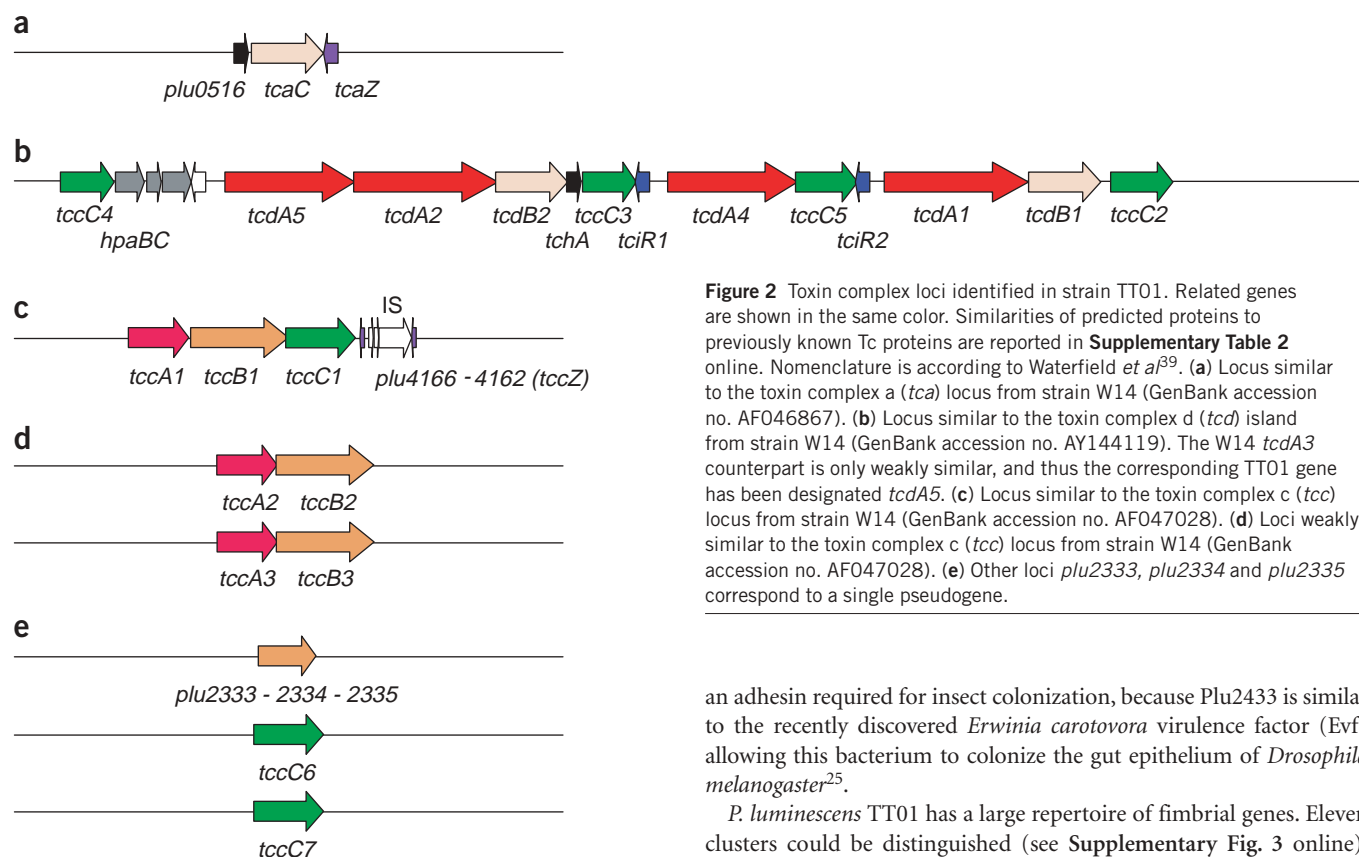 a
plu0516 tcaC tcaZ
b
tccC4 tcdA5 tcdA2 tcdB2 tccC3 tcdA4 tccC5 tcdA1 tcdB1 tccC2
hpaBC tchA tciR1 tciR2
c
IS
tccA1 tccB1 tccC1 plu4166 - 4162 (tccZ)
d
tccA2 tccB2
tccA3 tccB3
e
plu2333 - 2334 - 2335
tccC6
tccC7
Figure 2 Toxin complex loci identified in strain TT01. Related genes
are shown in the same color. Similarities of predicted proteins to
previously known Tc proteins are reported in Supplementary Table 2
online. Nomenclature is according to Waterfield et al39. (a) Locus similar
to the toxin complex a (tca) locus from strain W14 (GenBank accession
no. AF046867). (b) Locus similar to the toxin complex d (tcd) island
from strain W14 (GenBank accession no. AY144119). The W14 tcdA3
counterpart is only weakly similar, and thus the corresponding TT01 gene
has been designated tcdA5. (c) Locus similar to the toxin complex c (tcc)
locus from strain W14 (GenBank accession no. AF047028). (d) Loci weakly
similar to the toxin complex c (tcc) locus from strain W14 (GenBank
accession no. AF047028). (e) Other loci plu2333, plu2334 and plu2335
correspond to a single pseudogene.
an adhesin required for insect colonization, because Plu2433 is simila
to the recently discovered Erwinia carotovora virulence factor (Evf
allowing this bacterium to colonize the gut epithelium of Drosophila
melanogaster25.
P. luminescens TT01 has a large repertoire of fimbrial genes. Eleven
clusters could be distinguished (see Supplementary Fig. 3 online)